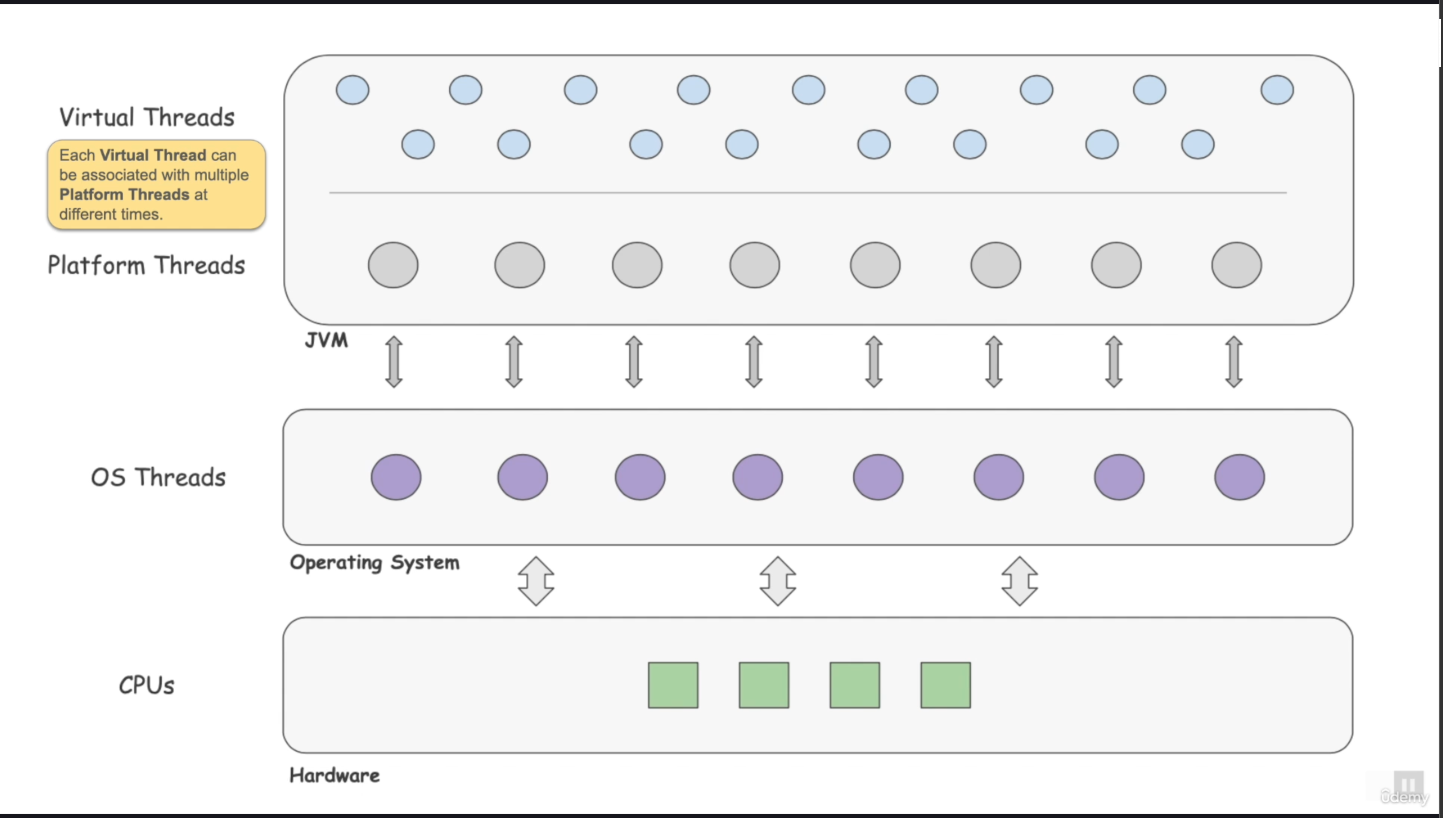 Virtual Threads
Each Virtual Thread can
be associated with multiple
Platform Threads at
different times.
Platform Threads
JVM
OS Threads
Operating System
CPUs
Hardware
ûdemy